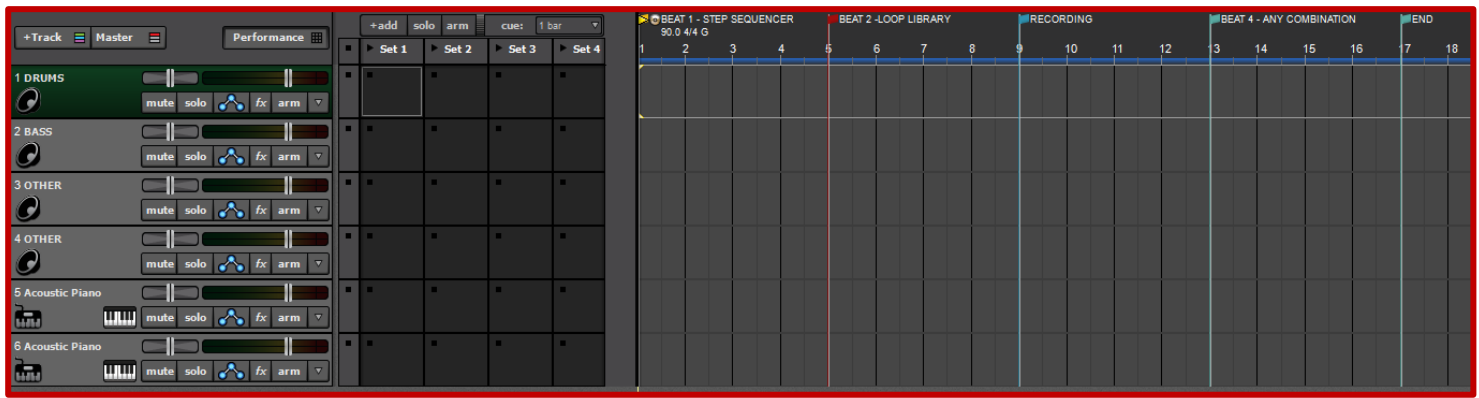 +add solo arm cue: 1 bar
BEAT 1 - STEP SEQUENCER BEAT 2 -LOOP LIBRARY RECORDING BEAT 4 - ANY COMBINATION END
90.0 4/4 G
+Track Master Performance
Set 1 Set 2 Set 3 Set 4
1 2 3 4 5 6 7 8 9 10 11 12 13 14 15 16 17 18
1 DRUMS
mute solo fx arm
2 BASS
mute solo fx arm
3 OTHER
mute solo fx arm
4 OTHER
mute solo fx arm
5 Acoustic Piano
mute solo fx arm
6 Acoustic Piano
mute solo fx arm